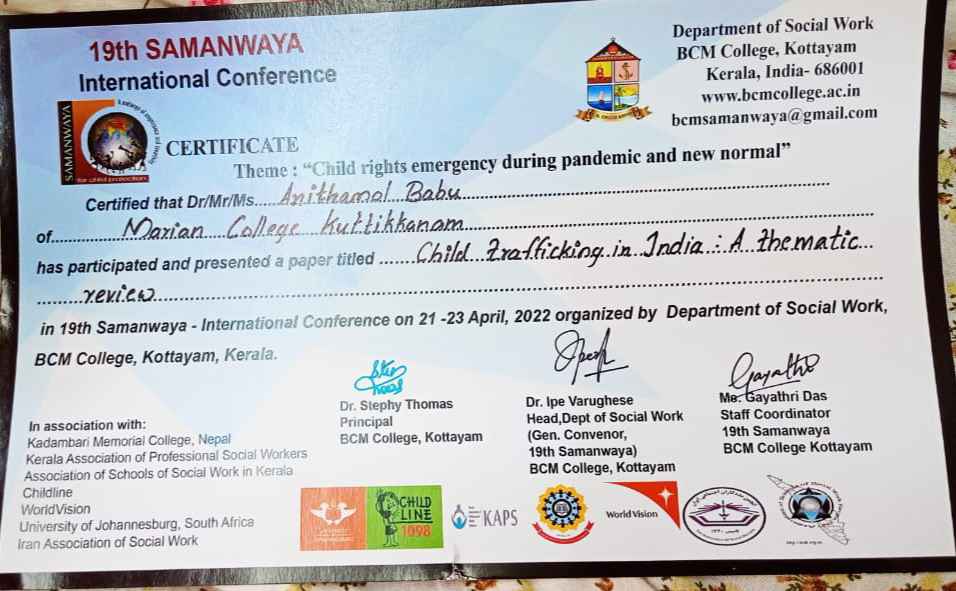 19th SAMANWAYA
International Conference
Department of Social Work
BCM College, Kottayam
Kerala, India- 686001
www.bcmcollege.ac.in
bcmsamanwaya@gmail.com
SAMANWAYA
for child protection
CERTIFICATE
Theme : “Child rights emergency during pandemic and new normal”
Certified that Dr/Mr/Ms.....Anithamol Babu
of........Marian College Kuttikkanam
has participated and presented a paper titled ......Child trafficking in India : A thematic...
........review
in 19th Samanwaya - International Conference on 21 -23 April, 2022 organized by Department of Social Work,
BCM College, Kottayam, Kerala.
Dr. Stephy Thomas
Principal
BCM College, Kottayam
Dr. Ipe Varughese
Head,Dept of Social Work
(Gen. Convenor,
19th Samanwaya)
BCM College, Kottayam
Gayathri
Ms. Gayathri Das
Staff Coordinator
19th Samanwaya
BCM College Kottayam
In association with:
Kadambari Memorial College, Nepal
Kerala Association of Professional Social Workers
Association of Schools of Social Work in Kerala
Childline
WorldVision
University of Johannesburg, South Africa
Iran Association of Social Work
CHILD
LINE
1098
KAPS
World Vision